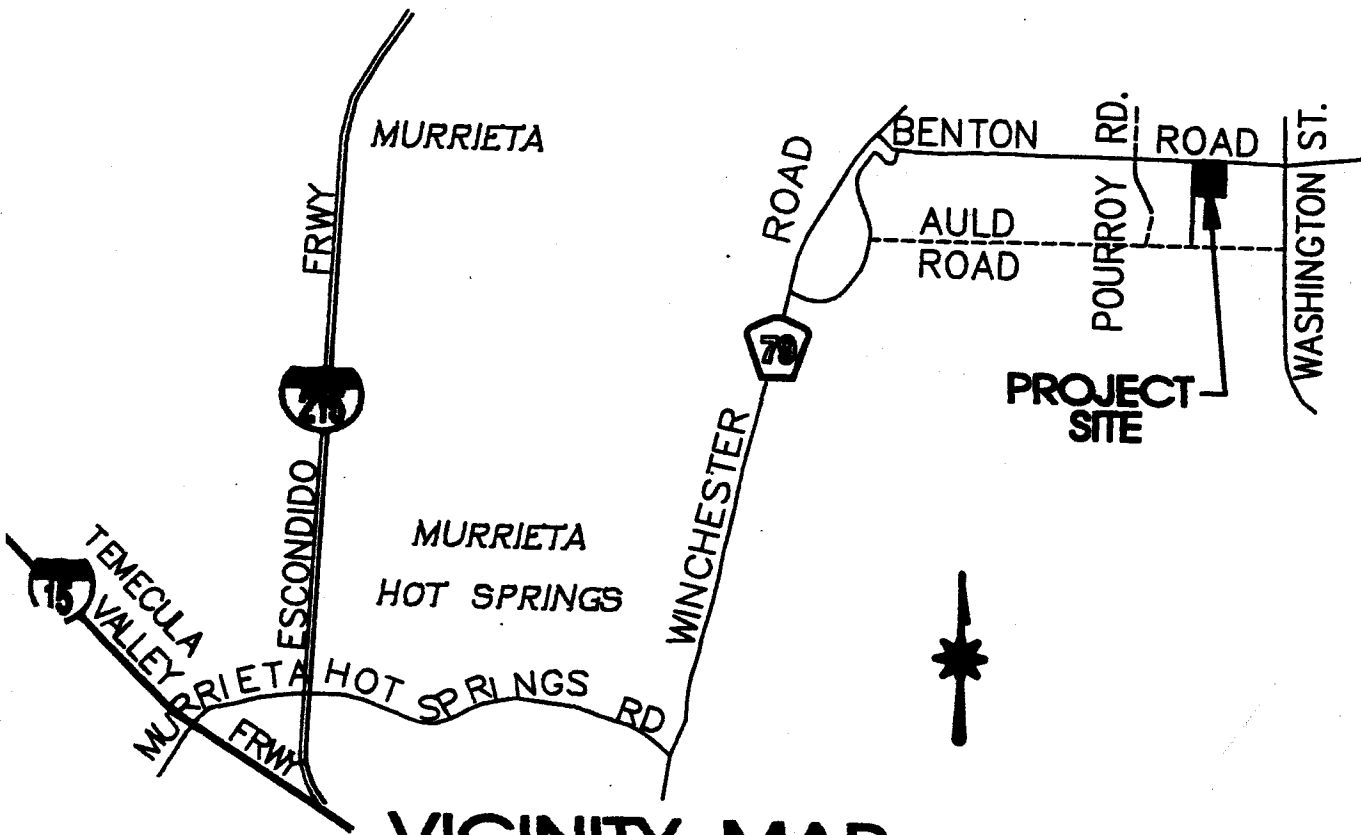 MURRIETA
FRWY
215
ESCONDIDO
MURRIETA
HOT SPRINGS
15
TEMECULA
VALLEY
FRWY
MURRIETA HOT SPRINGS RD
WINCHESTER
79
ROAD
BENTON
ROAD
POURROY RD.
AULD
ROAD
WASHINGTON ST.
PROJECT
SITE
VICINITY MAP